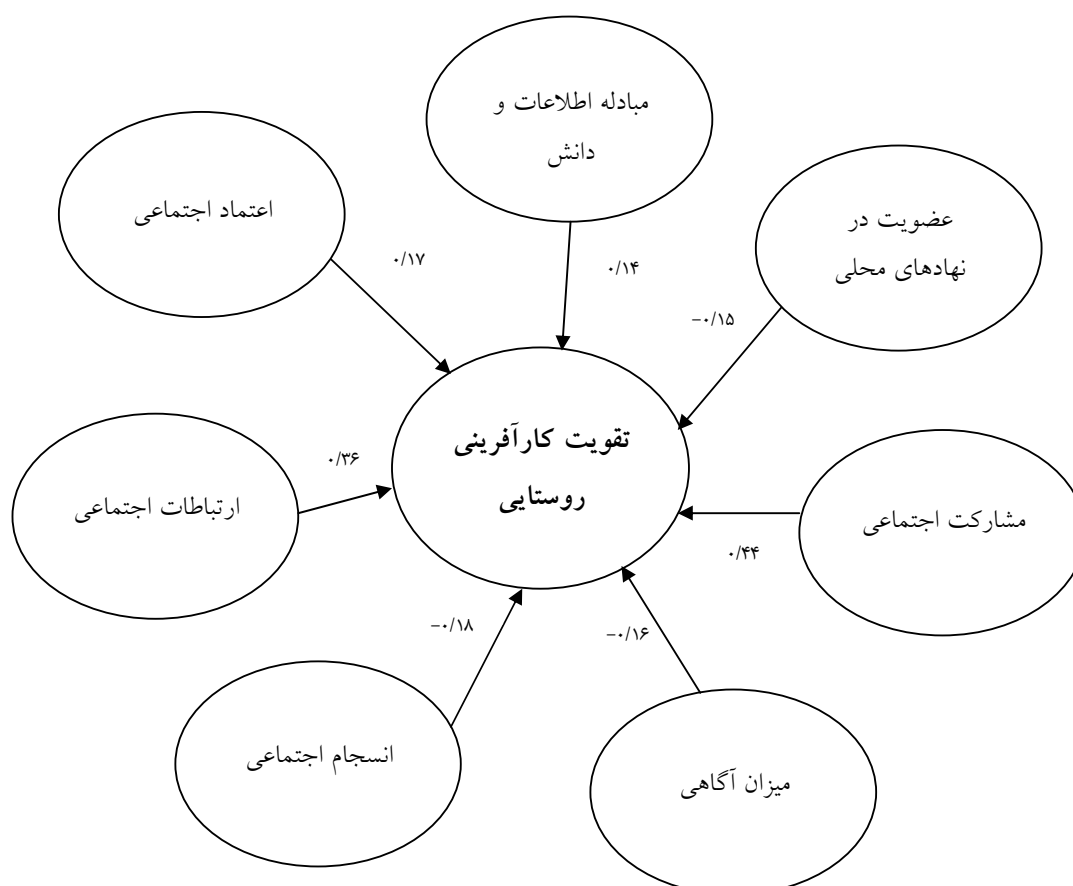 مبادله اطلاعات و
دانش
عضویت در
نهادهای محلی
اعتماد اجتماعی
۰/۱۷
۰/۱۴
–۰/۱۵
تقویت کارآفرینی
روستایی
ارتباطات اجتماعی
۰/۳۶
مشارکت اجتماعی
۰/۴۴
–۰/۱۸
–۰/۱۶
انسجام اجتماعی
میزان آگاهی